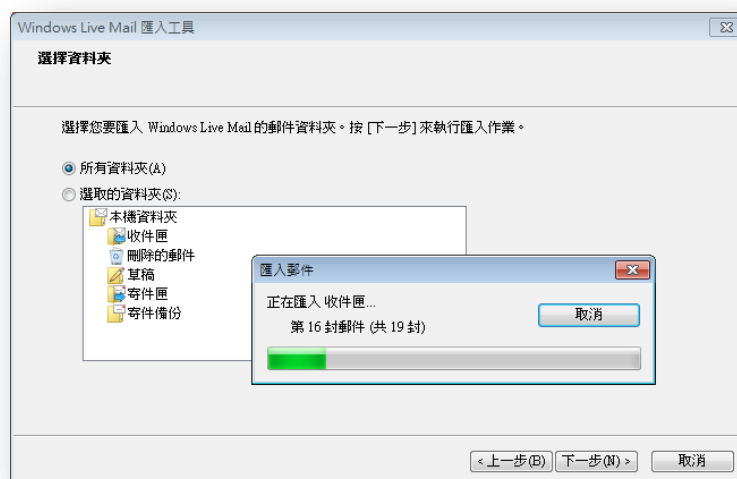 Windows Live Mail 匯入工具
選擇資料夾
選擇您要匯入 Windows Live Mail 的郵件資料夾。按 [下一步] 來執行匯入作業。
所有資料夾(A)
選取的資料夾(S):
本機資料夾
收件匣
刪除的郵件
草稿
寄件匣
寄件備份
匯入郵件
正在匯入 收件匣...
第 16 封郵件 (共 19 封)
取消
< 上一步(B)
下一步(N) >
取消